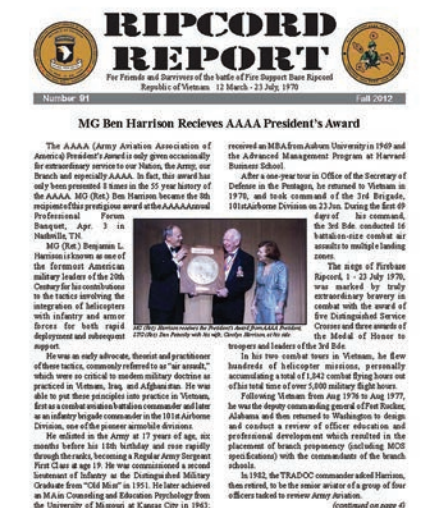 RIPCORD
REPORT
For Friends and Survivors of the battle of Fire Support Base Ripcord
Republic of Vietnam 12 March - 23 July, 1970
Number 91
Fall 2012
MG Ben Harrison Recieves AAAA President's Award
The AAAA (Army Aviation Association of
America) President's Award is only given occasionally
for extraordinary service to our Nation, the Army, our
Branch and especially AAAA. In fact, this award has
only been presented 8 times in the 55 year history of
the AAAA. MG (Ret.) Ben Harrison became the 8th
recipient of this prestigious award at the AAAA Annual
Professional Forum
Banquet, Apr. 3 in
Nashville, TN.
MG (Ret.) Benjamin L.
Harrison is known as one of
the foremost American
military leaders of the 20th
Century for his contributions
to the tactics involving the
integration of helicopters
with infantry and armor
forces for both rapid
deployment and subsequent
support.
He was an early advocate, theorist and practitioner
of these tactics, commonly referred to as "air assault,"
which were so critical to modern military doctrine as
practiced in Vietnam, Iraq, and Afghanistan. He was
able to put these principles into practice in Vietnam,
first as a combat aviation battalion commander and later
as an infantry brigade commander in the 101st Airborne
Division, one of the pioneer airmobile divisions.
He enlisted in the Army at 17 years of age, six
months before his 18th birthday and rose rapidly
through the ranks, becoming a Regular Army Sergeant
First Class at age 19. He was commissioned a second
lieutenant of Infantry as the Distinguished Military
Graduate from "Old Miss" in 1951. He later achieved
an MA in Counseling and Education Psychology from
the University of Missouri at Kansas City in 1963;
received an MBA from Auburn University in 1969 and
the Advanced Management Program at Harvard
Business School.
After a one-year tour in Office of the Secretary of
Defense in the Pentagon, he returned to Vietnam in
1970, and took command of the 3rd Brigade,
101st Airborne Division on 23 Jun. During the first 69
days of his command,
the 3rd Bde. conducted 16
battalion-size combat air
assaults to multiple landing
zones.
The siege of Firebase
Ripcord, 1 - 23 July 1970,
was marked by truly
extraordinary bravery in
combat with the award of
five Distinguished Service
Crosses and three awards of
the Medal of Honor to
troopers and leaders of the 3rd Bde.
In his two combat tours in Vietnam, he flew
hundreds of helicopter missions, personally
accumulating a total of 1,842 combat flying hours out
of his total time of over 5,000 military flight hours.
Following Vietnam from Aug 1976 to Aug 1977,
he was the deputy commanding general of Fort Rucker,
Alabama and then returned to Washington to design
and conduct a review of officer education and
professional development which resulted in the
placement of branch proponency (including MOS
specifications) with the commandants of the branch
schools.
In 1982, the TRADOC commander asked Harrison,
then retired, to be the senior aviator of a group of four
officers tasked to review Army Aviation.
(continued on page 4)
MG (Ret) Harrison receives the President's Award from AAAA President,
LTG (Ret) Dan Petrosky with his wife, Carolyn Harrison, at his side